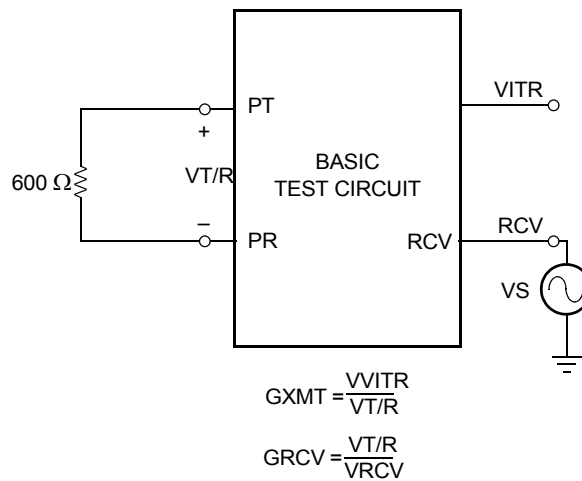 VITR
PT
+
BASIC
TEST CIRCUIT
600 Ω
VT/R
–
PR
RCV
RCV
VS
GXMT = VVITR
VT/R
GRCV = VT/R
VRCV